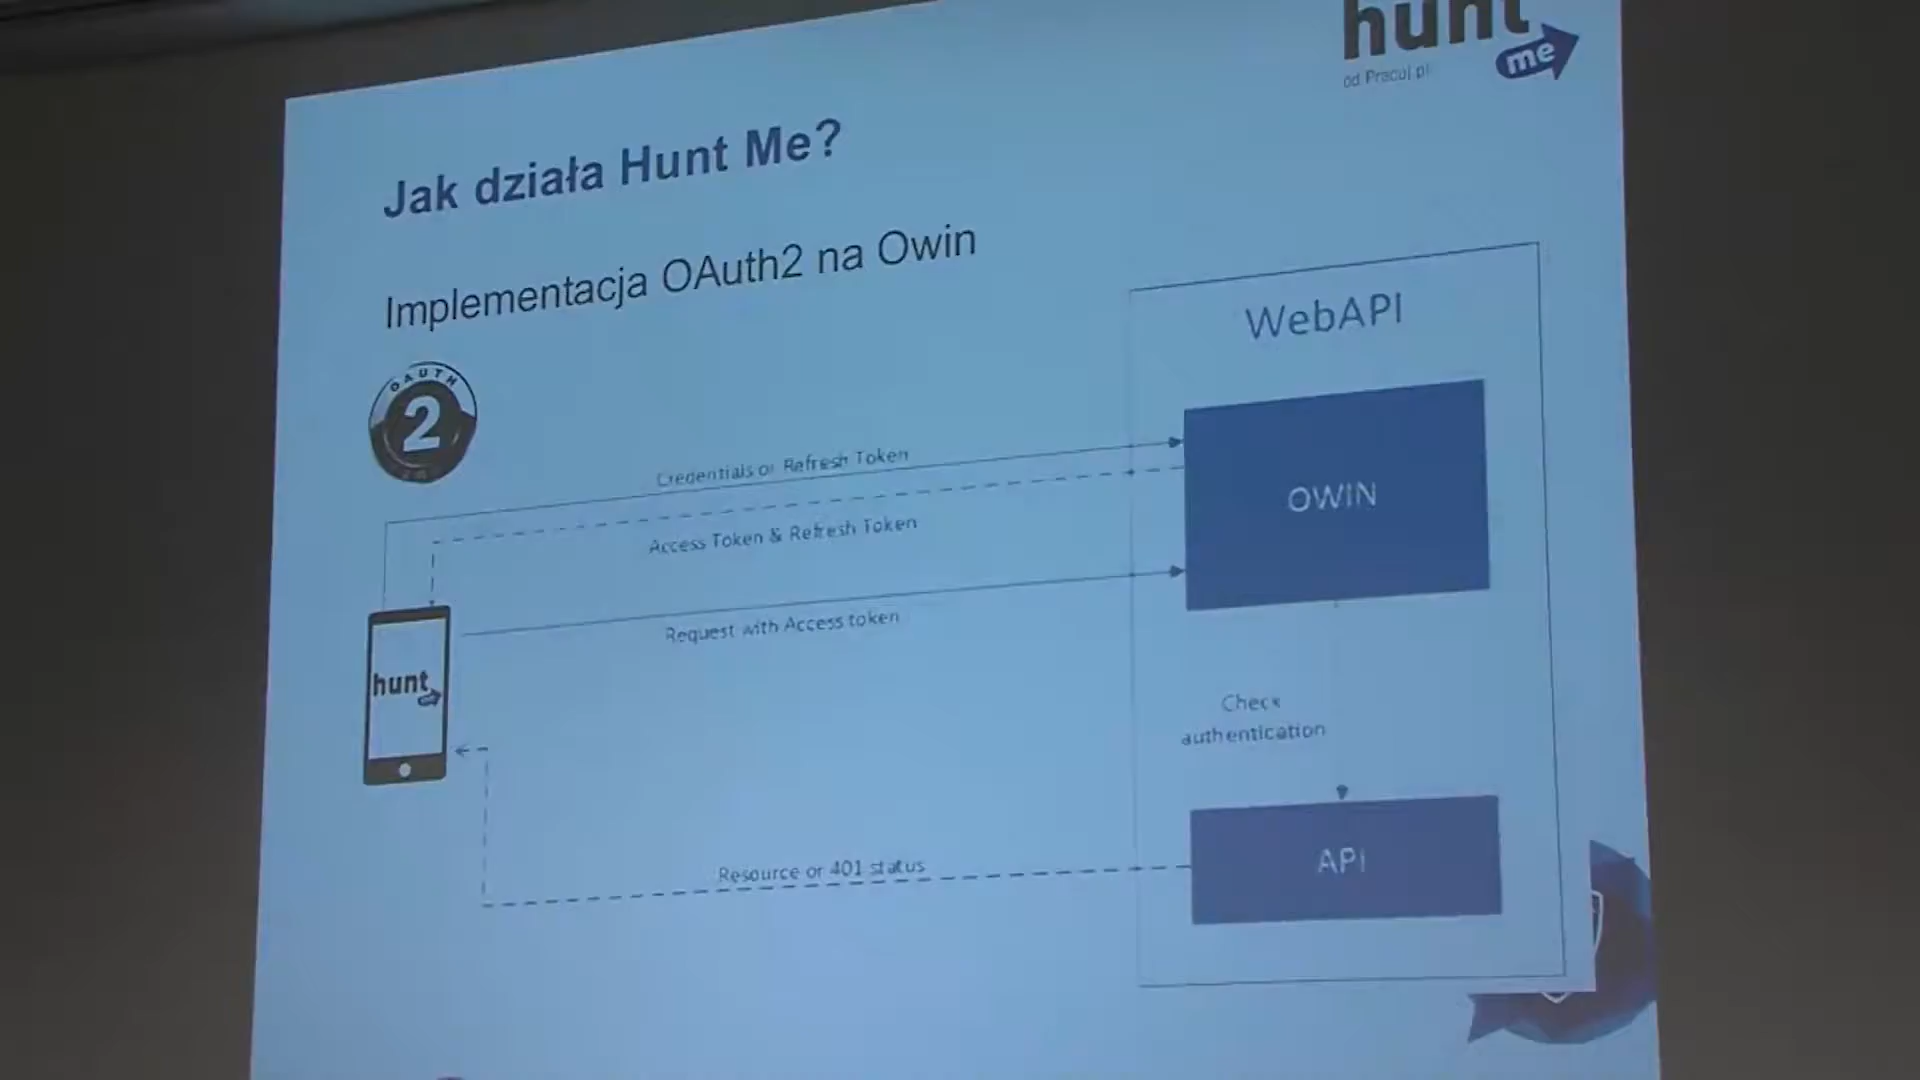 hunt
me
od Pracuj.pl
Jak działa Hunt Me?
Implementacja OAuth2 na Owin
OAUTH
2
WebAPI
Credentials or Refresh Token
OWIN
Access Token & Refresh Token
Request with Access token
hunt
Check
authentication
API
Resource or 401 status